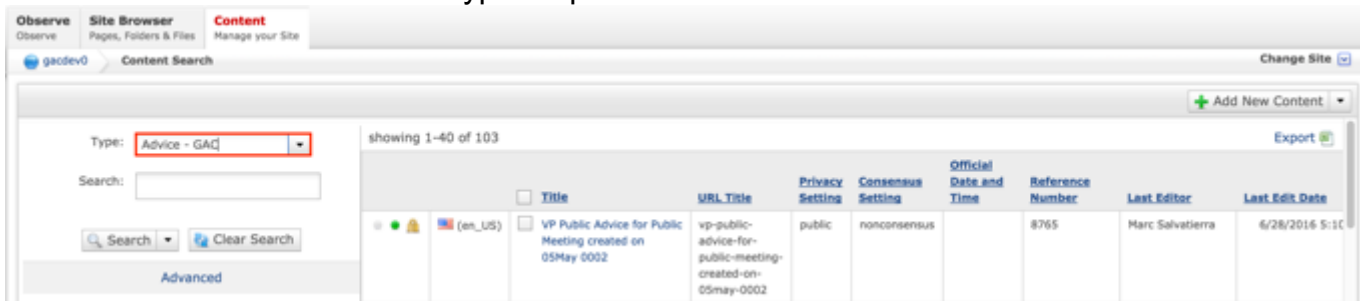 Observe Site Browser Content
Observe Pages, Folders & Files Manage your Site
gacdev0 Content Search Change Site
Add New Content
Type: Advice - GAC showing 1-40 of 103 Export
Search:
Title URL Title Privacy Setting Consensus Setting Official Date and Time Reference Number Last Editor Last Edit Date
(en_US) VP Public Advice for Public vp-public- public nonconsensus 8765 Marc Salvatierra 6/28/2016 5:10
Meeting created on advice-for-
05May 0002 public-meeting-
created-on-
05may-0002
Search Clear Search
Advanced